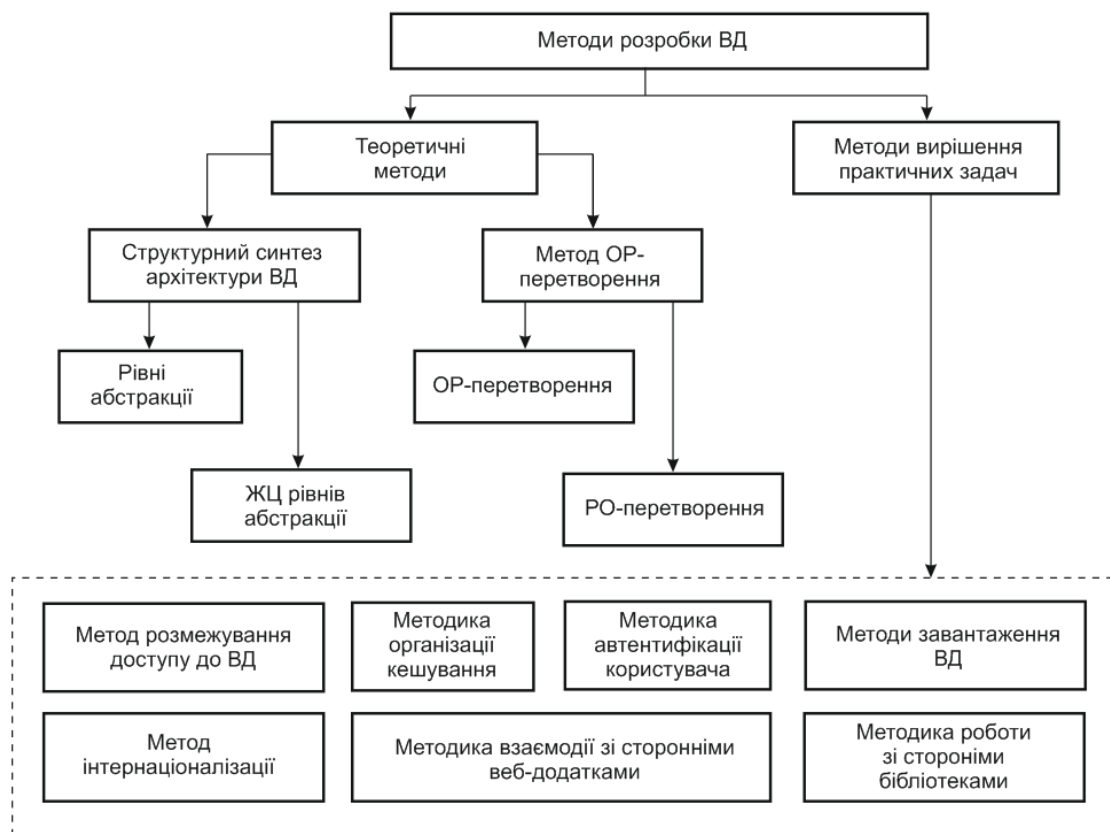 Методи розробки ВД
Теоретичні
методи
Методи вирішення
практичних задач
Структурний синтез
архітектури ВД
Метод ОР-
перетворення
Рівні
абстракції
ОР-перетворення
ЖЦ рівнів
абстракції
РО-перетворення
Метод розмежування
доступу до ВД
Методика
організації
кешування
Методика
автентифікації
користувача
Методи завантаження
ВД
Метод
інтернаціоналізації
Методика взаємодії зі сторонніми
веб-додатками
Методика роботи
зі стороніми
бібліотеками